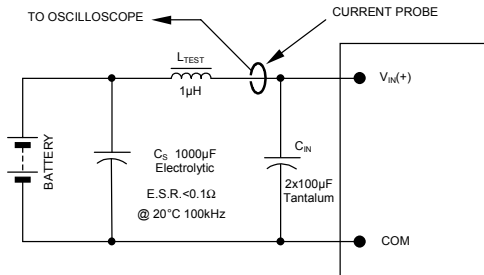 TO OSCILLOSCOPE
CURRENT PROBE
LTEST
1μH
VIN(+)
BATTERY
CS 1000μF
Electrolytic
E.S.R.<0.1Ω
@ 20°C 100kHz
CIN
2x100μF
Tantalum
COM